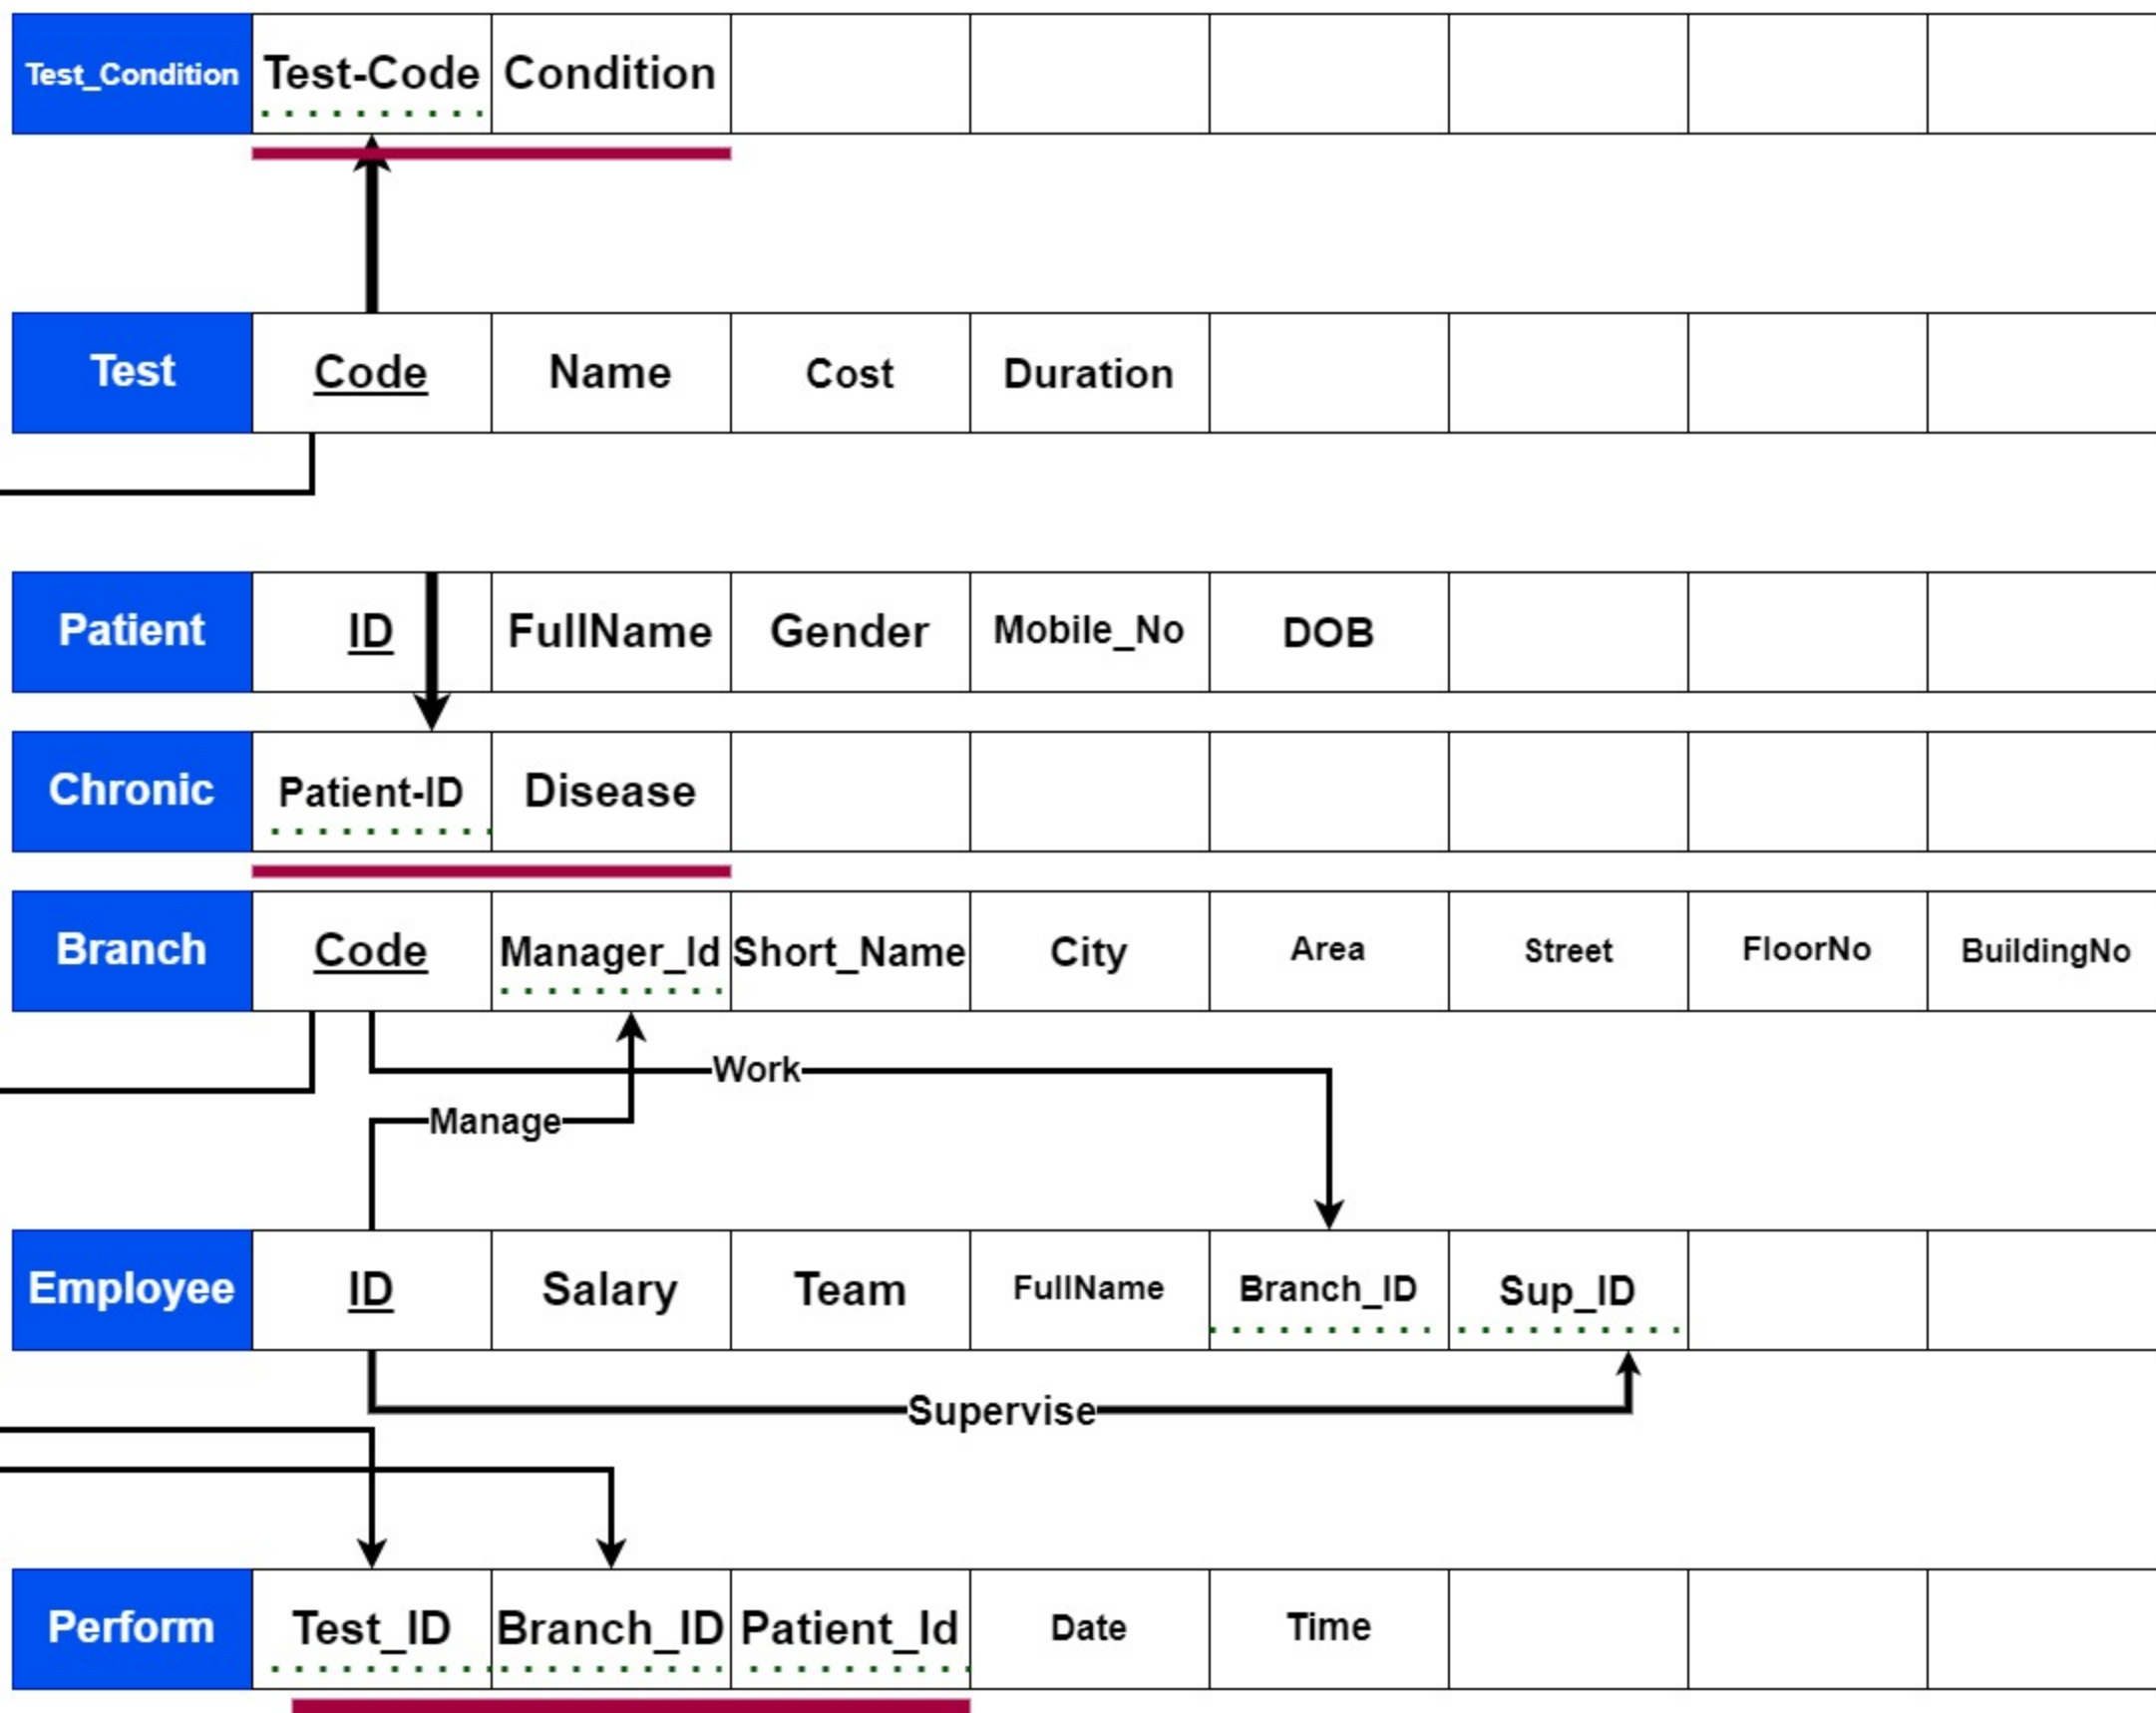 Test_Condition Test-Code Condition
Test Code Name Cost Duration
Patient ID FullName Gender Mobile_No DOB
Chronic Patient-ID Disease
Branch Code Manager_Id Short_Name City Area Street FloorNo BuildingNo
Work
Manage
Employee ID Salary Team FullName Branch_ID Sup_ID
Supervise
Perform Test_ID Branch_ID Patient_Id Date Time